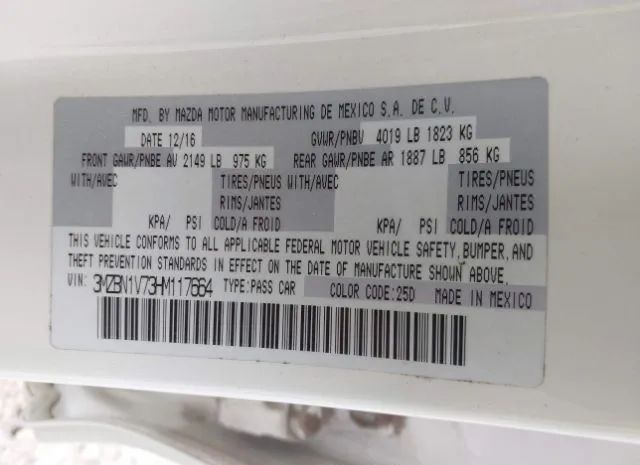 MFD. BY MAZDA MOTOR MANUFACTURING DE MEXICO S.A. DE C.V.
DATE 12/16 GVWR/PNBV 4019 LB 1823 KG
FRONT GAWR/PNBE AV 2149 LB 975 KG REAR GAWR/PNBE AR 1887 LB 856 KG
WITH/AVEC TIRES/PNEUS WITH/AVEC TIRES/PNEUS
RIMS/JANTES RIMS/JANTES
KPA/ PSI COLD/A FROID KPA/ PSI COLD/A FROID
THIS VEHICLE CONFORMS TO ALL APPLICABLE FEDERAL MOTOR VEHICLE SAFETY, BUMPER, AND
THEFT PREVENTION STANDARDS IN EFFECT ON THE DATE OF MANUFACTURE SHOWN ABOVE.
VIN: 3MZBN1V73HM117664 TYPE:PASS CAR COLOR CODE:25D MADE IN MEXICO